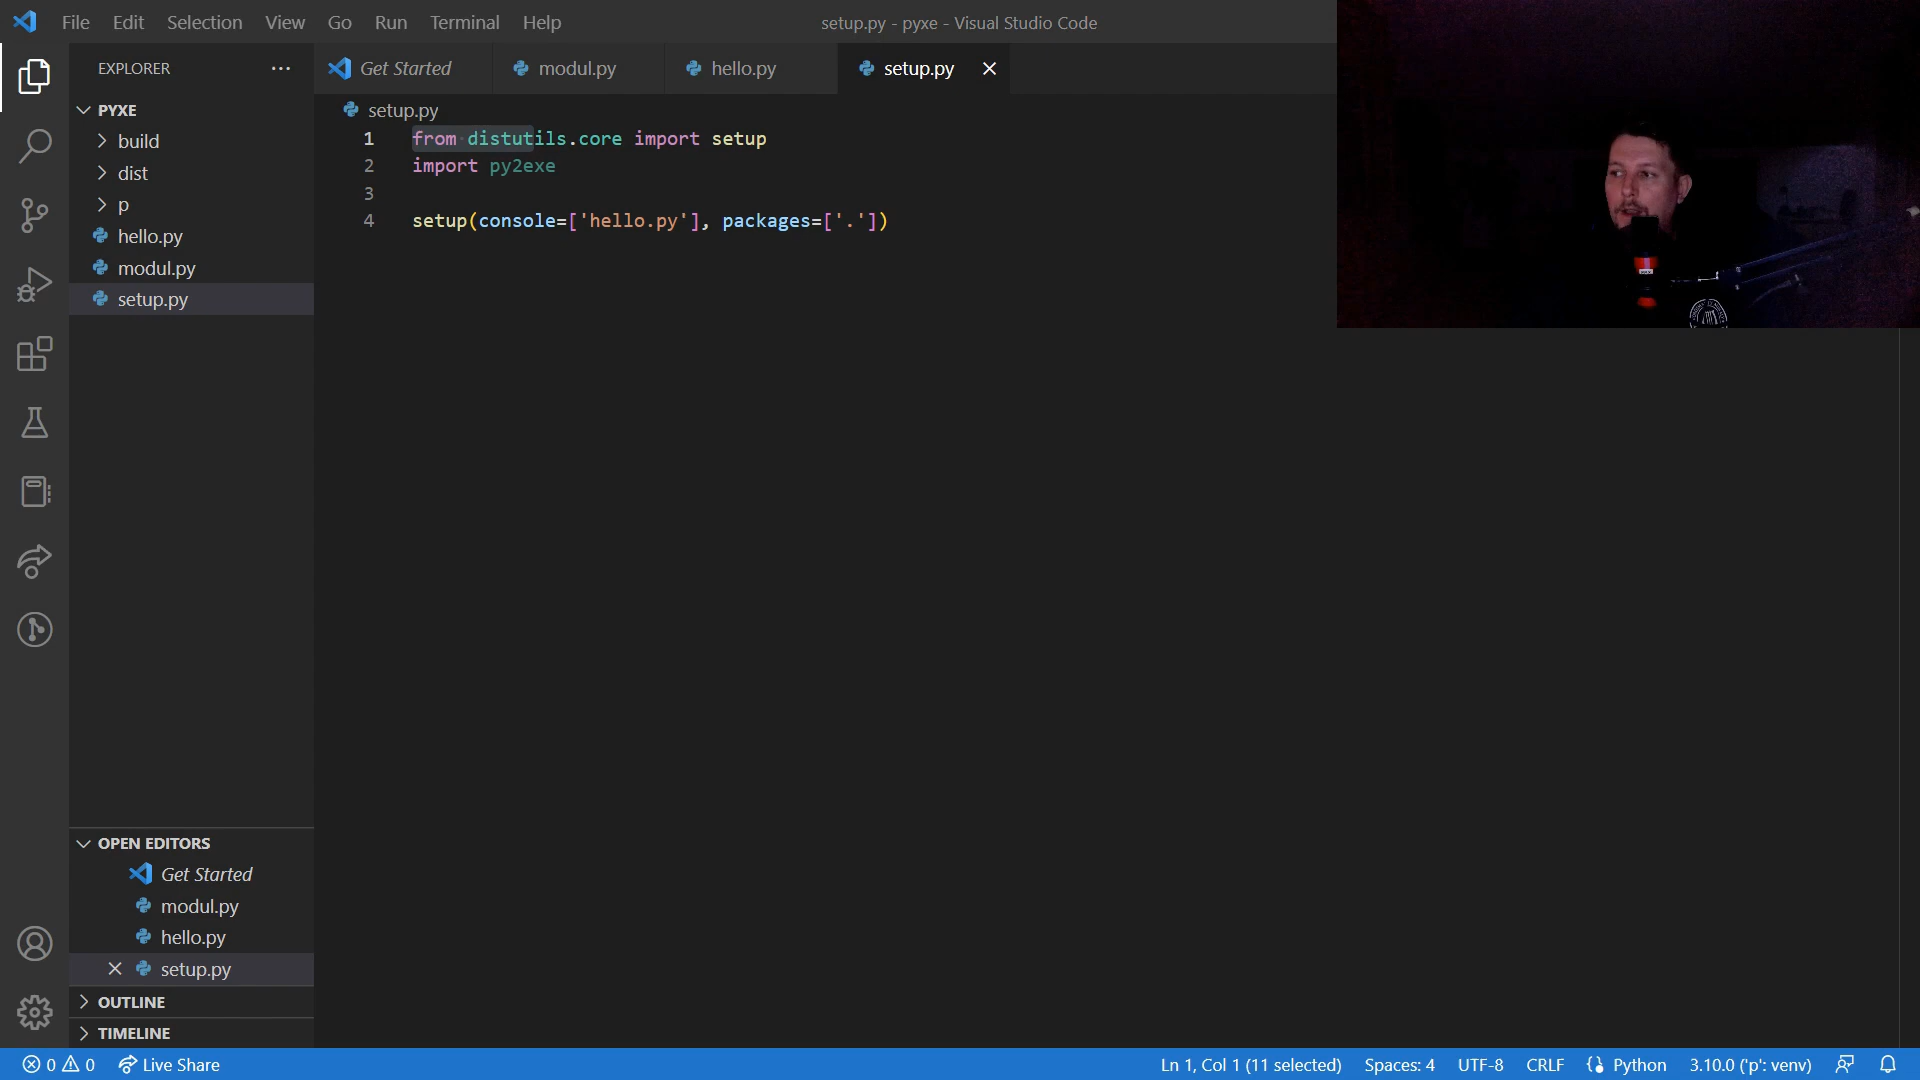 File Edit Selection View Go Run Terminal Help
setup.py - pyxe - Visual Studio Code
EXPLORER
Get Started
modul.py
hello.py
setup.py
PYXE
build
dist
p
hello.py
modul.py
setup.py
setup.py
1 from distutils.core import setup
2 import py2exe
3
4 setup(console=['hello.py'], packages=['.'])
OPEN EDITORS
Get Started
modul.py
hello.py
setup.py
OUTLINE
TIMELINE
0 0 Live Share
Ln 1, Col 1 (11 selected) Spaces: 4 UTF-8 CRLF Python 3.10.0 ('p': venv)